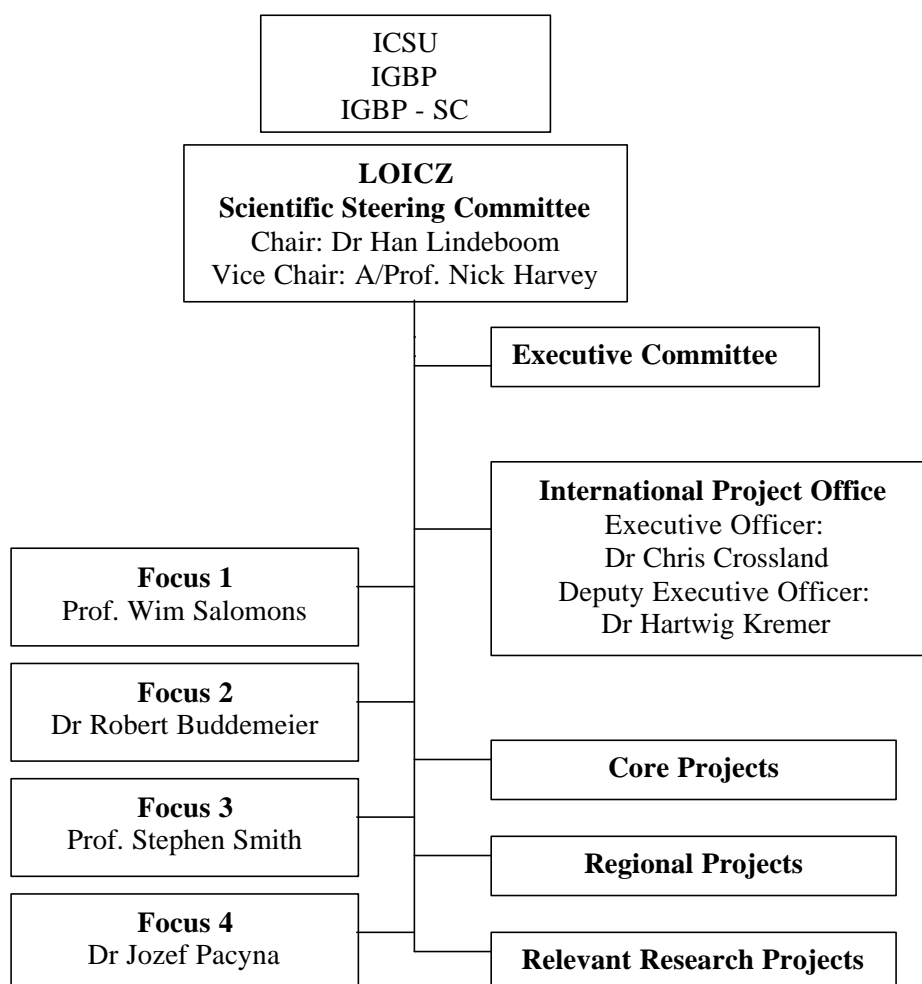 ICSU
IGBP
IGBP - SC
LOICZ
Scientific Steering Committee
Chair: Dr Han Lindeboom
Vice Chair: A/Prof. Nick Harvey
Executive Committee
International Project Office
Executive Officer:
Dr Chris Crossland
Deputy Executive Officer:
Dr Hartwig Kremer
Focus 1
Prof. Wim Salomons
Focus 2
Dr Robert Buddemeier
Core Projects
Focus 3
Prof. Stephen Smith
Regional Projects
Focus 4
Dr Jozef Pacyna
Relevant Research Projects